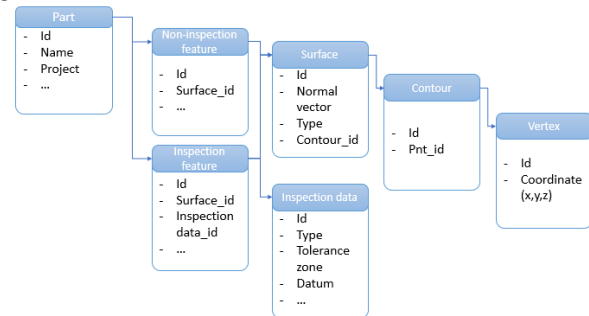 Part
- Id
- Name
- Project
- ...
Non-inspection
feature
- Id
- Surface_id
- ...
Inspection
feature
- Id
- Surface_id
- Inspection
data_id
- ...
Surface
- Id
- Normal
vector
- Type
- Contour_id
Inspection data
- Id
- Type
- Tolerance
zone
- Datum
- ...
Contour
- Id
- Pnt_id
Vertex
- Id
- Coordinate
(x,y,z)